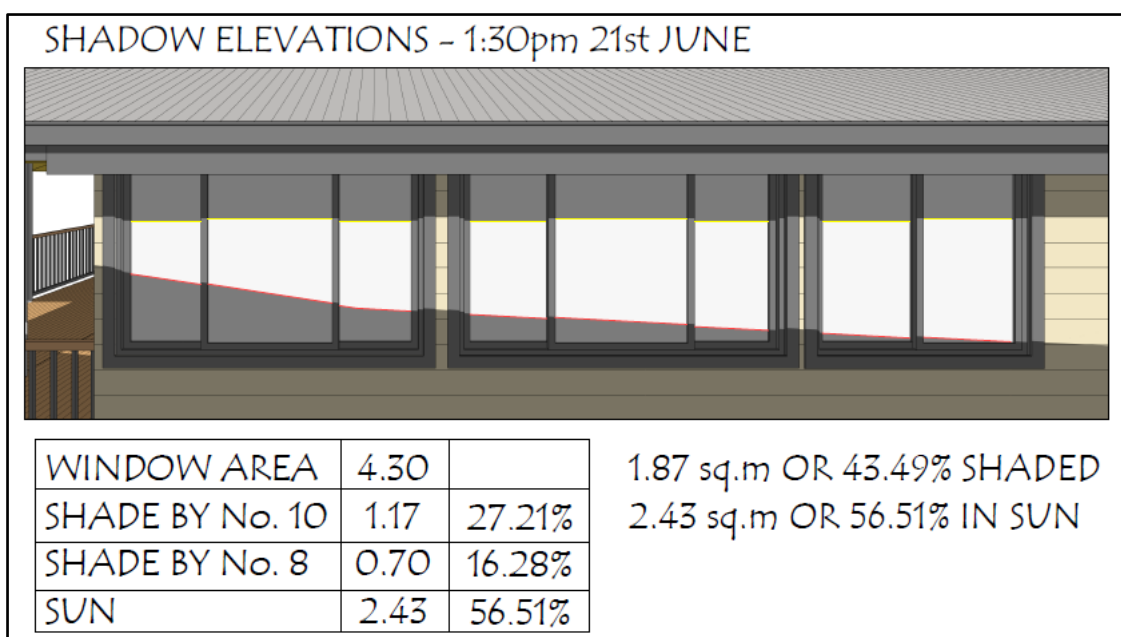 SHADOW ELEVATIONS - 1:30pm 21st JUNE
WINDOW AREA 4.30
SHADE BY No. 10 1.17 27.21%
SHADE BY No. 8 0.70 16.28%
SUN 2.43 56.51%
1.87 sq.m OR 43.49% SHADED
2.43 sq.m OR 56.51% IN SUN